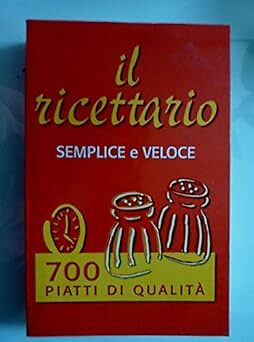 il
ricettario
SEMPLICE e VELOCE
700
PIATTI DI QUALITÀ